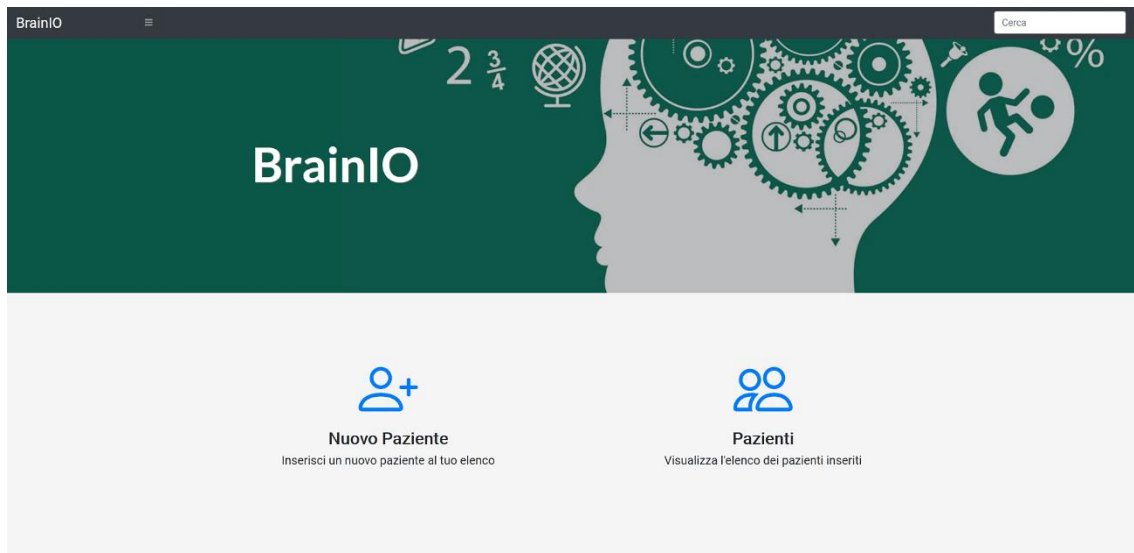 BrainIO
Cerca
2 3/4
%
BrainIO
Nuovo Paziente
Inserisci un nuovo paziente al tuo elenco
Pazienti
Visualizza l'elenco dei pazienti inseriti